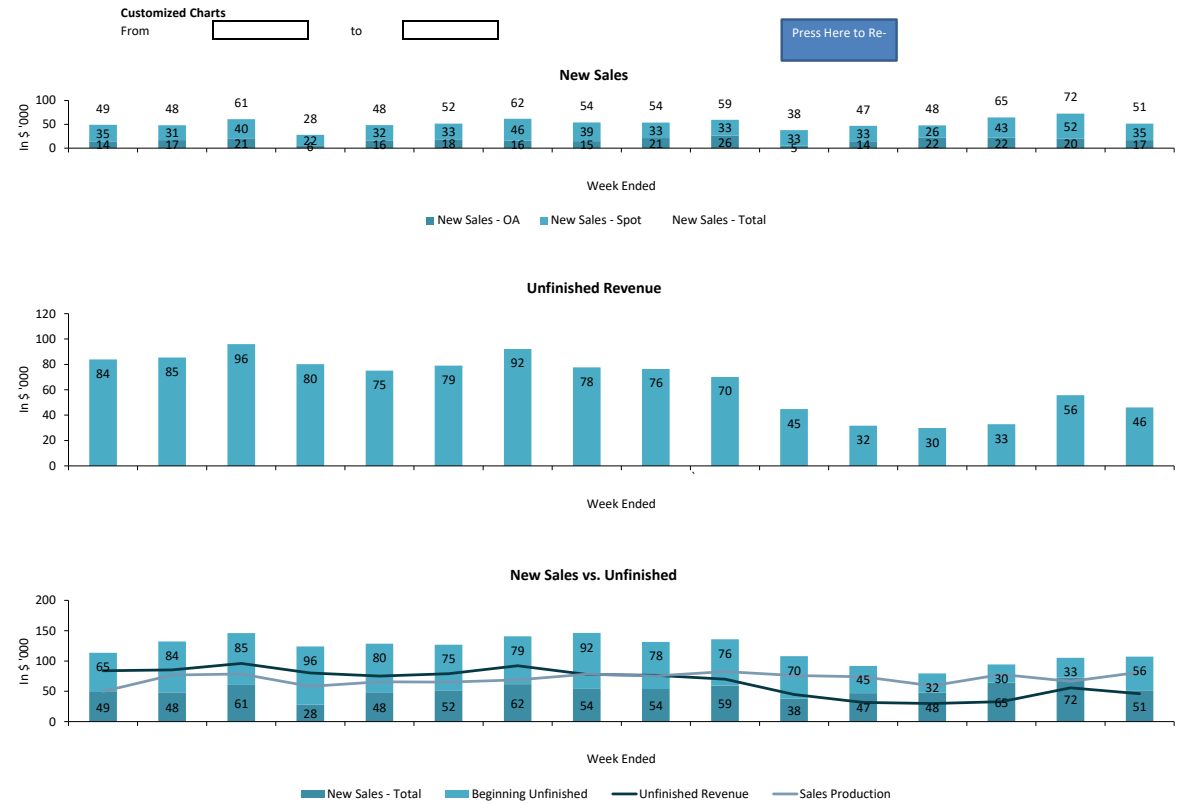 Customized Charts
From to
Press Here to Re-
New Sales
In $ '000
100
50
0
49 48 61 28 48 52 62 54 54 59 38 47 48 65 72 51
35 31 40 22 32 33 46 39 33 33 33 33 26 43 52 35
14 17 21 6 16 18 16 15 21 26 5 14 22 22 20 17
Week Ended
New Sales - OA New Sales - Spot New Sales - Total
Unfinished Revenue
In $ '000
120
100
80
60
40
20
0
84 85 96 80 75 79 92 78 76 70 45 32 30 33 56 46
`
Week Ended
New Sales vs. Unfinished
In $ '000
200
150
100
50
0
65 84 85 96 80 75 79 92 78 76 70 45 32 30 33 56
49 48 61 28 48 52 62 54 54 59 38 47 48 65 72 51
Week Ended
New Sales - Total Beginning Unfinished Unfinished Revenue Sales Production